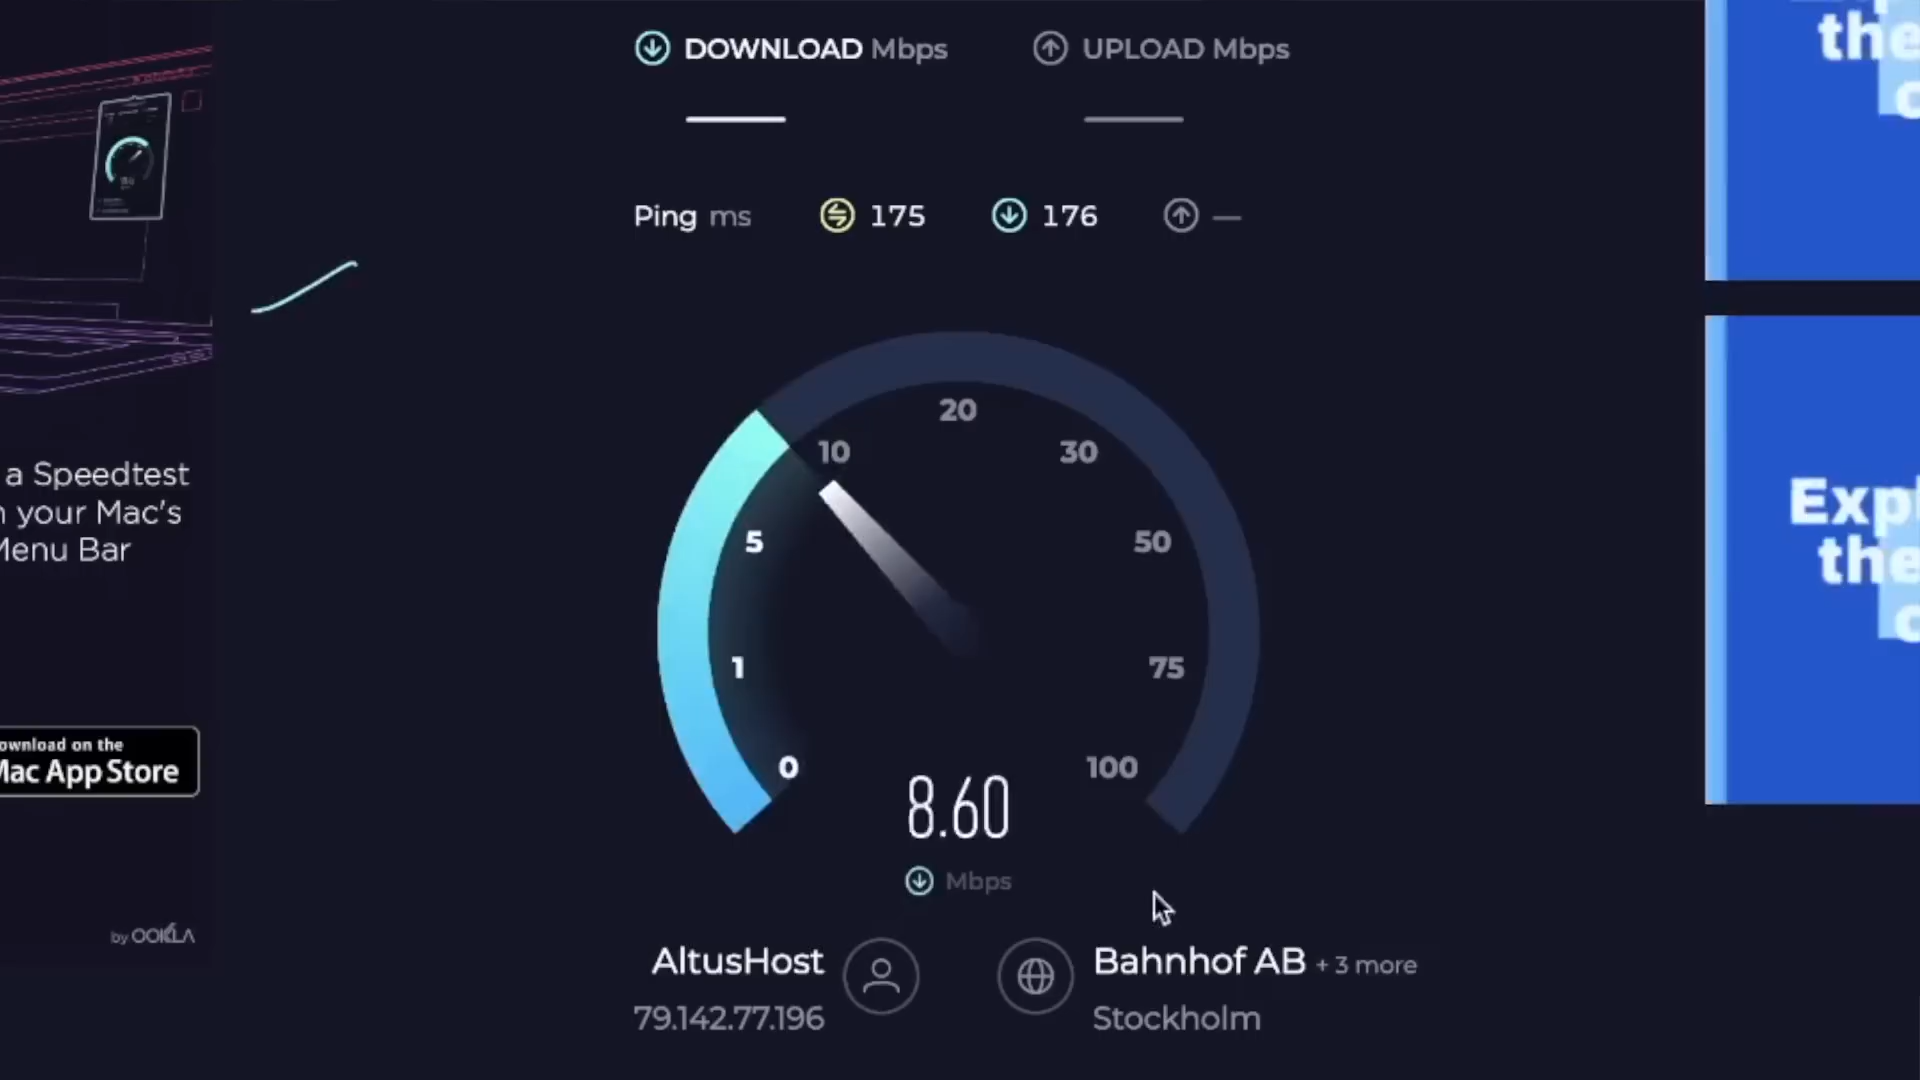 DOWNLOAD Mbps
UPLOAD Mbps
Ping ms 175 176 —
0
1
5
10
20
30
50
75
100
8.60
Mbps
AltusHost
79.142.77.196
Bahnhof AB + 3 more
Stockholm
a Speedtest
your Mac's
Menu Bar
ownload on the
Mac App Store
by OOKLA
the
Exp
the